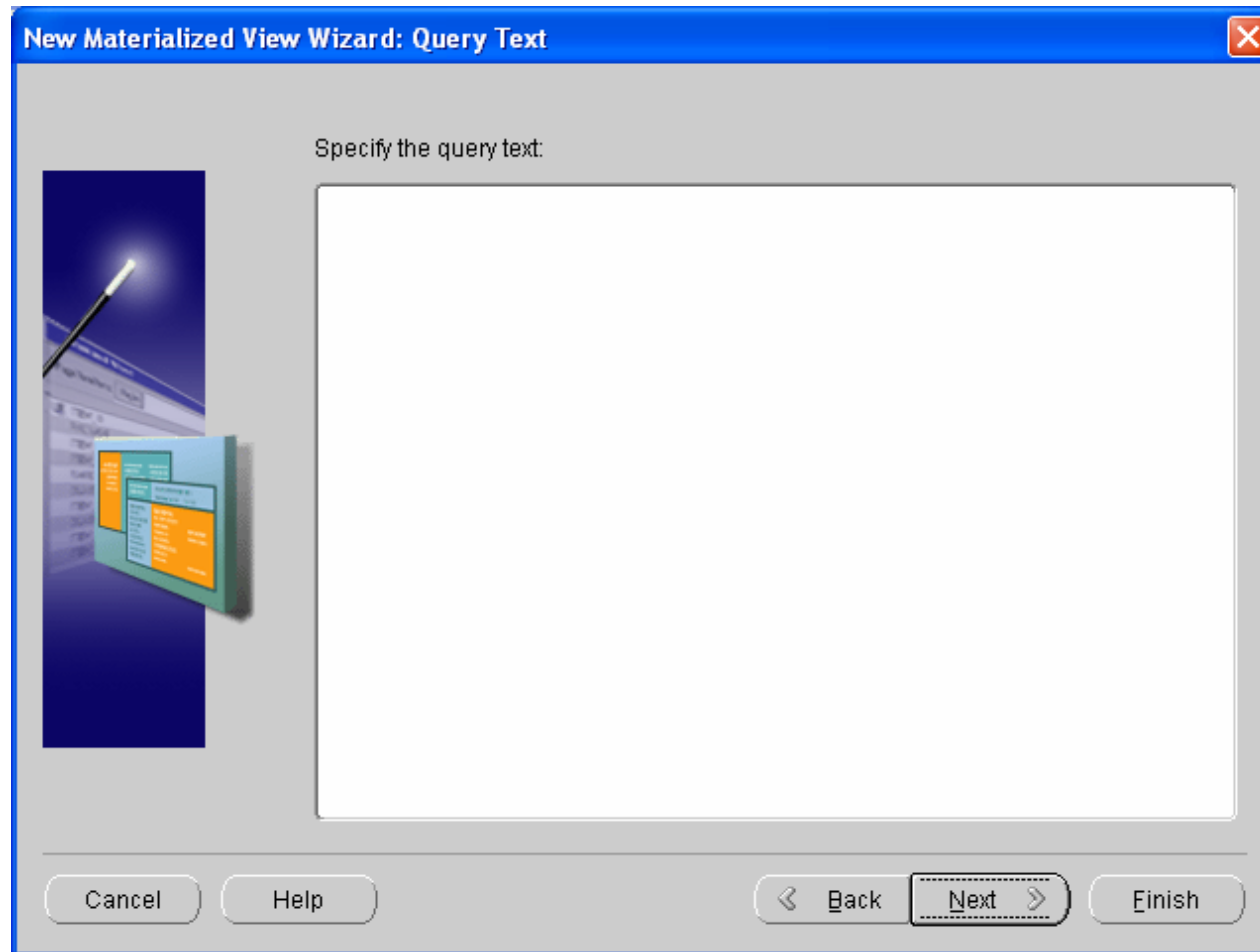 New Materialized View Wizard: Query Text
Specify the query text:
Cancel Help Back Next Finish